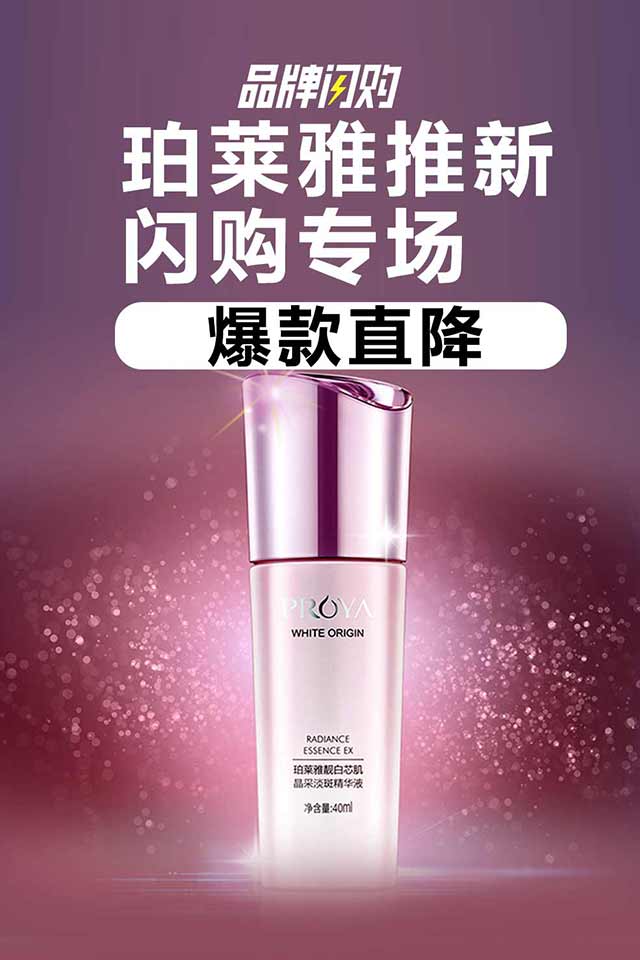 品牌闪购
珀莱雅推新
闪购专场
爆款直降
PROYA
WHITE ORIGIN
RADIANCE
ESSENCE EX
珀莱雅靓白芯肌
晶采淡斑精华液
净含量:40ml